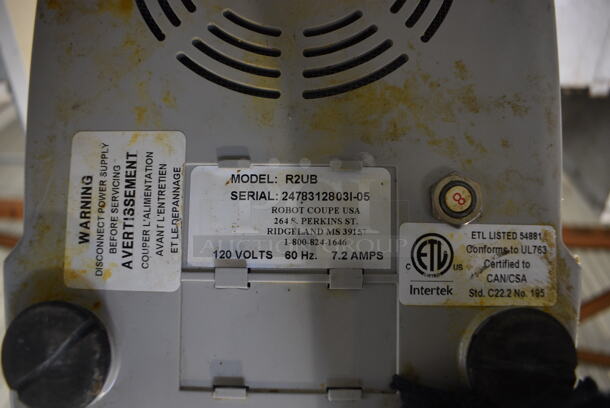 WARNING
DISCONNECT POWER SUPPLY
BEFORE SERVICING
AVERTISSEMENT
COUPER L'ALIMENTATION
AVANT L'ENTRETIEN
ET LE DEPANNAGE
MODEL: R2UB
SERIAL: 2478312803I-05
ROBOT COUPE USA
264 S. PERKINS ST.
RIDGELAND MS 39157
1-800-824-1646
120 VOLTS 60 Hz. 7.2 AMPS
8
ETL LISTED 54881
Conforms to UL763
Certified to
CAN/CSA
Std. C22.2 No. 195
C ETL US
Intertek